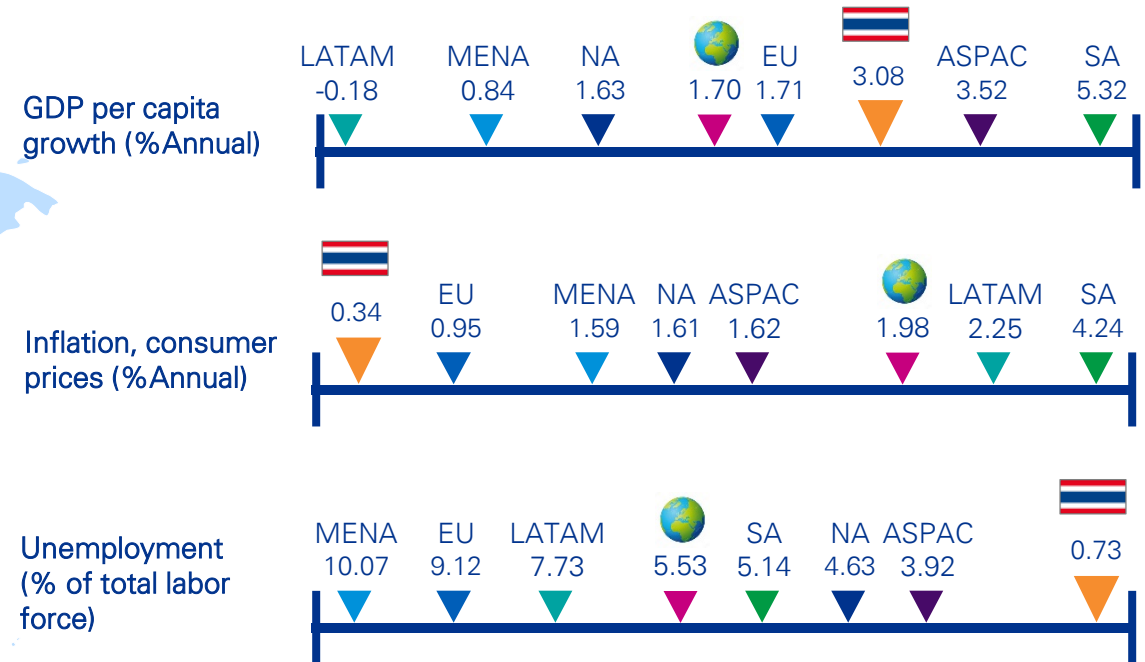 LATAM MENA NA EU ASPAC SA
-0.18 0.84 1.63 1.70 1.71 3.08 3.52 5.32
GDP per capita
growth (%Annual)
EU MENA NA ASPAC LATAM SA
0.34 0.95 1.59 1.61 1.62 1.98 2.25 4.24
Inflation, consumer
prices (%Annual)
MENA EU LATAM SA NA ASPAC
10.07 9.12 7.73 5.53 5.14 4.63 3.92 0.73
Unemployment
(% of total labor
force)